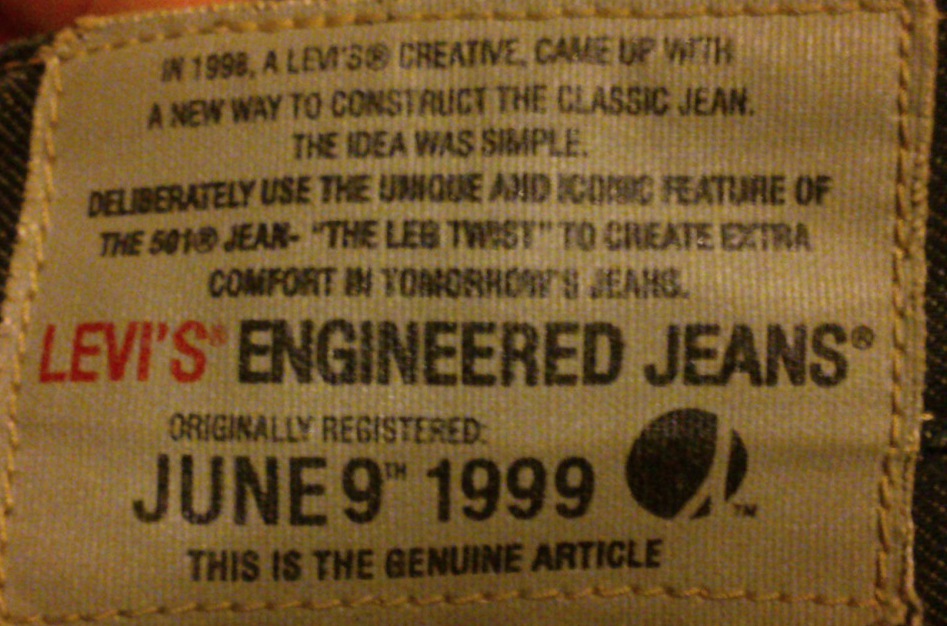 IN 1998, A LEVI'S® CREATIVE, CAME UP WITH
A NEW WAY TO CONSTRUCT THE CLASSIC JEAN.
THE IDEA WAS SIMPLE.
DELIBERATELY USE THE UNIQUE AND ICONIC FEATURE OF
THE 501® JEAN- "THE LEG TWIST" TO CREATE EXTRA
COMFORT IN TOMORROW'S JEANS.
LEVI'S® ENGINEERED JEANS®
ORIGINALLY REGISTERED:
JUNE 9TH 1999
TM
THIS IS THE GENUINE ARTICLE